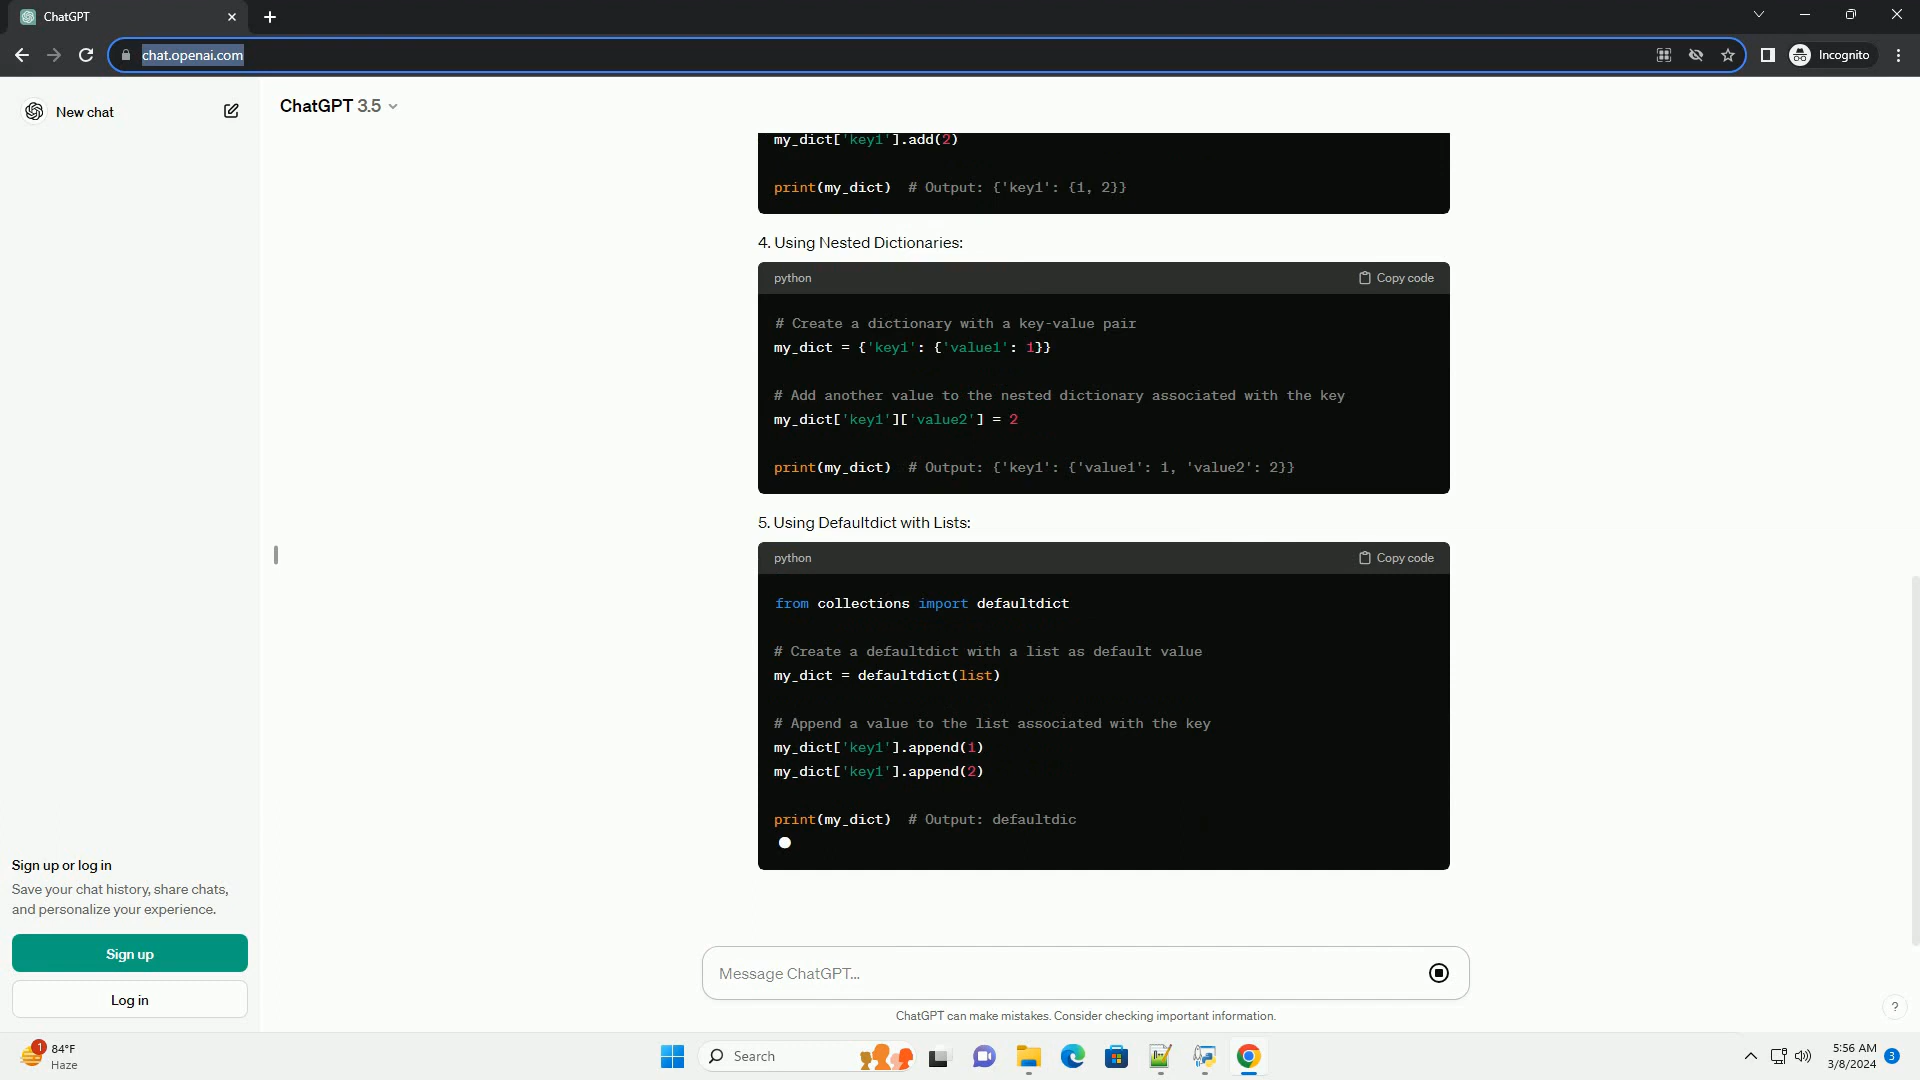 ChatGPT
chat.openai.com
Incognito
New chat
ChatGPT 3.5
my_dict['key1'].add(2)
print(my_dict)  # Output: {'key1': {1, 2}}
4. Using Nested Dictionaries:
python
Copy code
# Create a dictionary with a key-value pair
my_dict = {'key1': {'value1': 1}}
# Add another value to the nested dictionary associated with the key
my_dict['key1']['value2'] = 2
print(my_dict)  # Output: {'key1': {'value1': 1, 'value2': 2}}
5. Using Defaultdict with Lists:
python
Copy code
from collections import defaultdict
# Create a defaultdict with a list as default value
my_dict = defaultdict(list)
# Append a value to the list associated with the key
my_dict['key1'].append(1)
my_dict['key1'].append(2)
print(my_dict)  # Output: defaultdic
Sign up or log in
Save your chat history, share chats,
and personalize your experience.
Sign up
Log in
Message ChatGPT...
ChatGPT can make mistakes. Consider checking important information.
?
1
84°F
Haze
Search
5:56 AM
3/8/2024
3